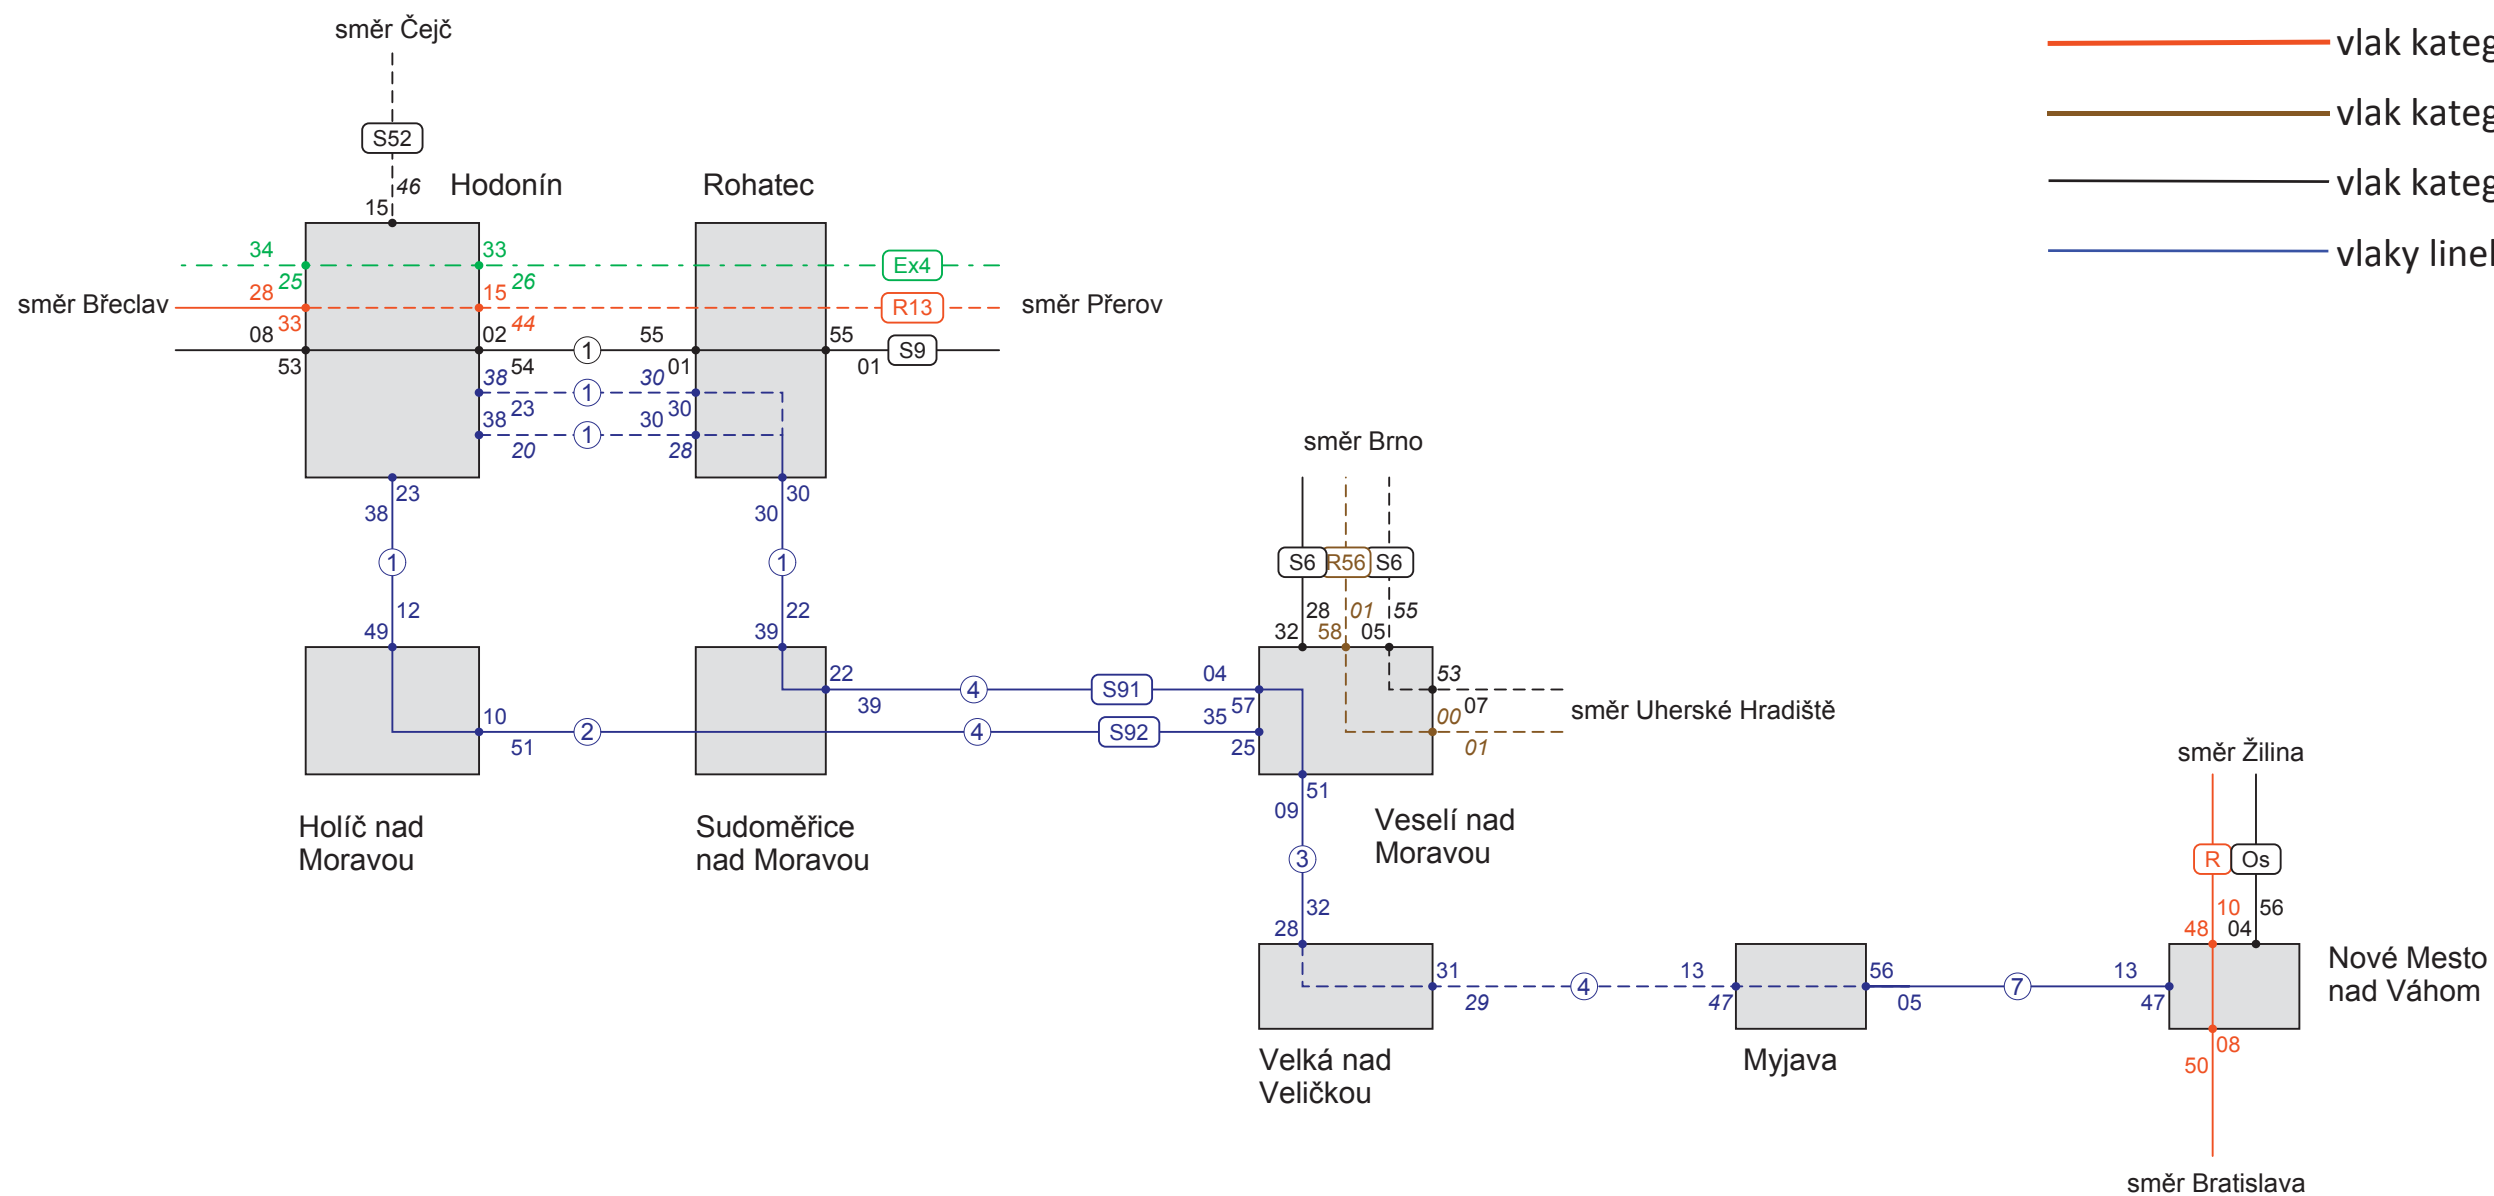 směr Čejč
vlak kateg
vlak kateg
S52
vlak kateg
46
Hodonín
Rohatec
15
vlaky linek
34
33
Ex4
25
26
28
15
směr Břeclav
R13
směr Přerov
33
44
08
02
1
55
55
S9
53
54
01
01
38
1
30
23
30
38
1
30
20
28
směr Brno
23
30
38
30
1
1
S6
R56
S6
12
22
28
01
55
49
39
32
58
05
22
4
S91
04
53
39
57
07
směr Uherské Hradiště
10
2
4
S92
35
00
51
25
01
směr Žilina
51
09
Holíč nad
Moravou
Sudoměřice
nad Moravou
Veselí nad
Moravou
3
R
Os
32
10
56
28
48
04
31
4
13
56
7
13
Nové Mesto
nad Váhom
29
47
05
47
08
50
Velká nad
Veličkou
Myjava
směr Bratislava